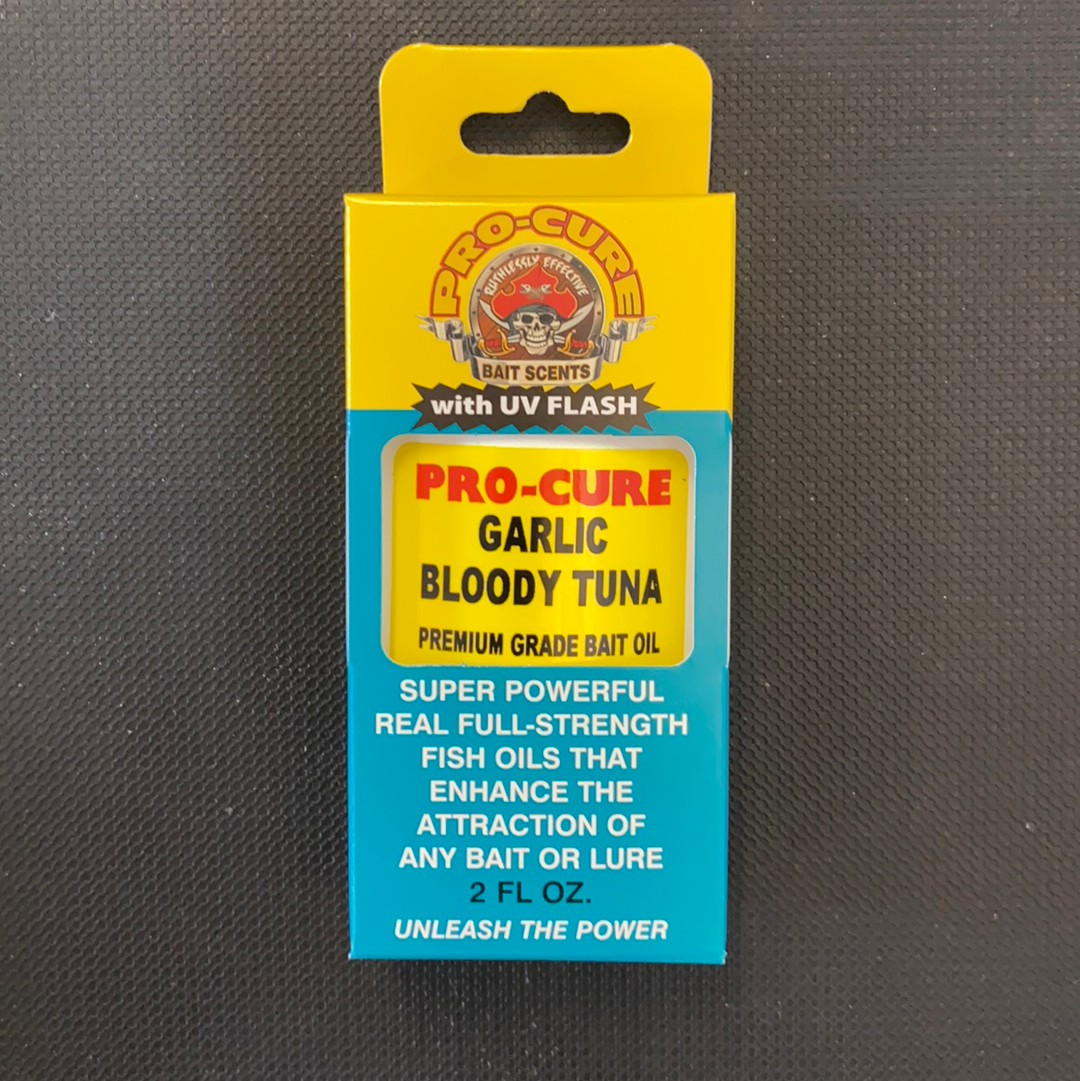 PRO-CURE
RUTHLESSLY EFFECTIVE
BAIT SCENTS
with UV FLASH
PRO-CURE
GARLIC
BLOODY TUNA
PREMIUM GRADE BAIT OIL
SUPER POWERFUL
REAL FULL-STRENGTH
FISH OILS THAT
ENHANCE THE
ATTRACTION OF
ANY BAIT OR LURE
2 FL OZ.
UNLEASH THE POWER